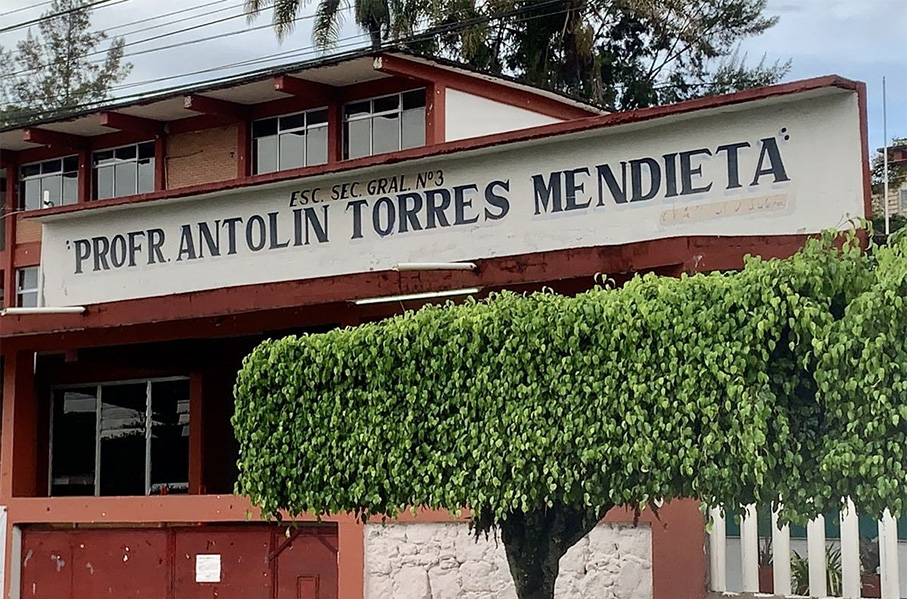 ESC. SEC. GRAL. Nº3
"PROFR. ANTOLIN TORRES MENDIETA"